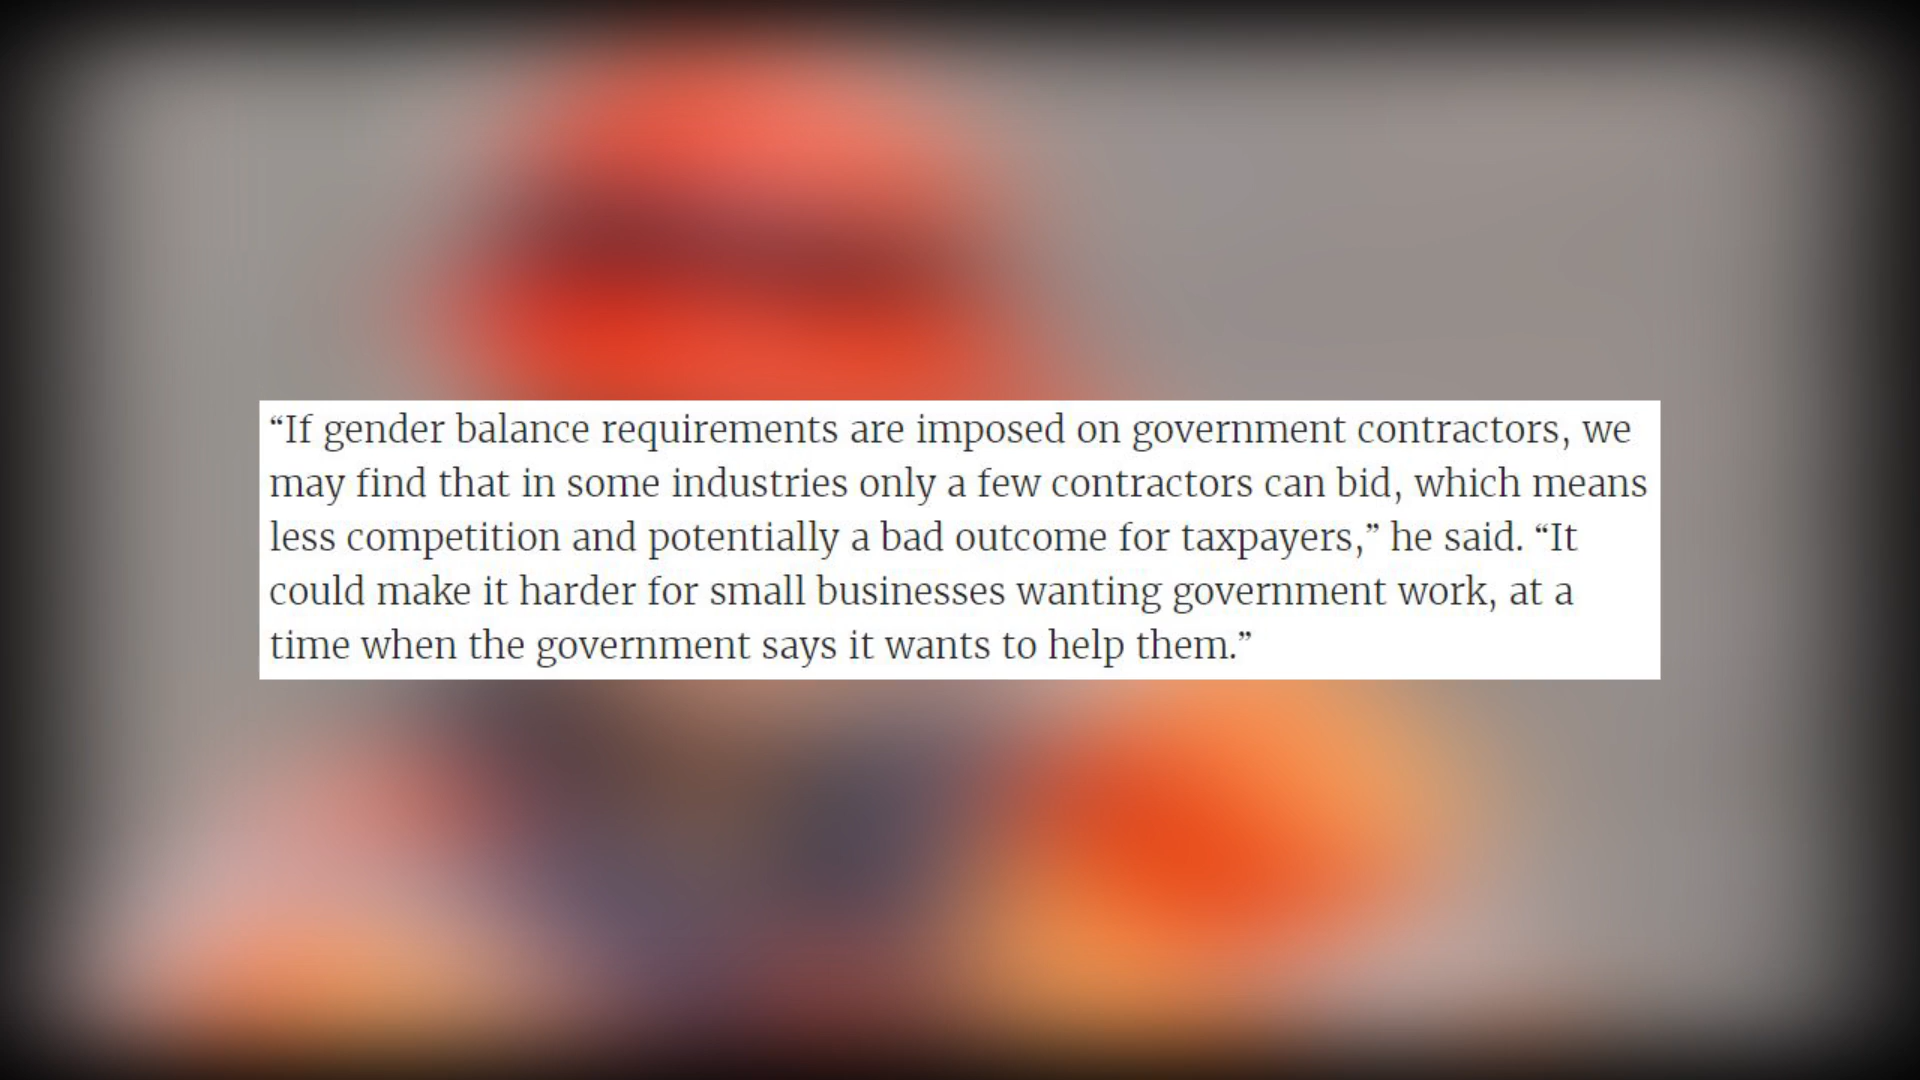 “If gender balance requirements are imposed on government contractors, we
may find that in some industries only a few contractors can bid, which means
less competition and potentially a bad outcome for taxpayers,” he said. “It
could make it harder for small businesses wanting government work, at a
time when the government says it wants to help them.”